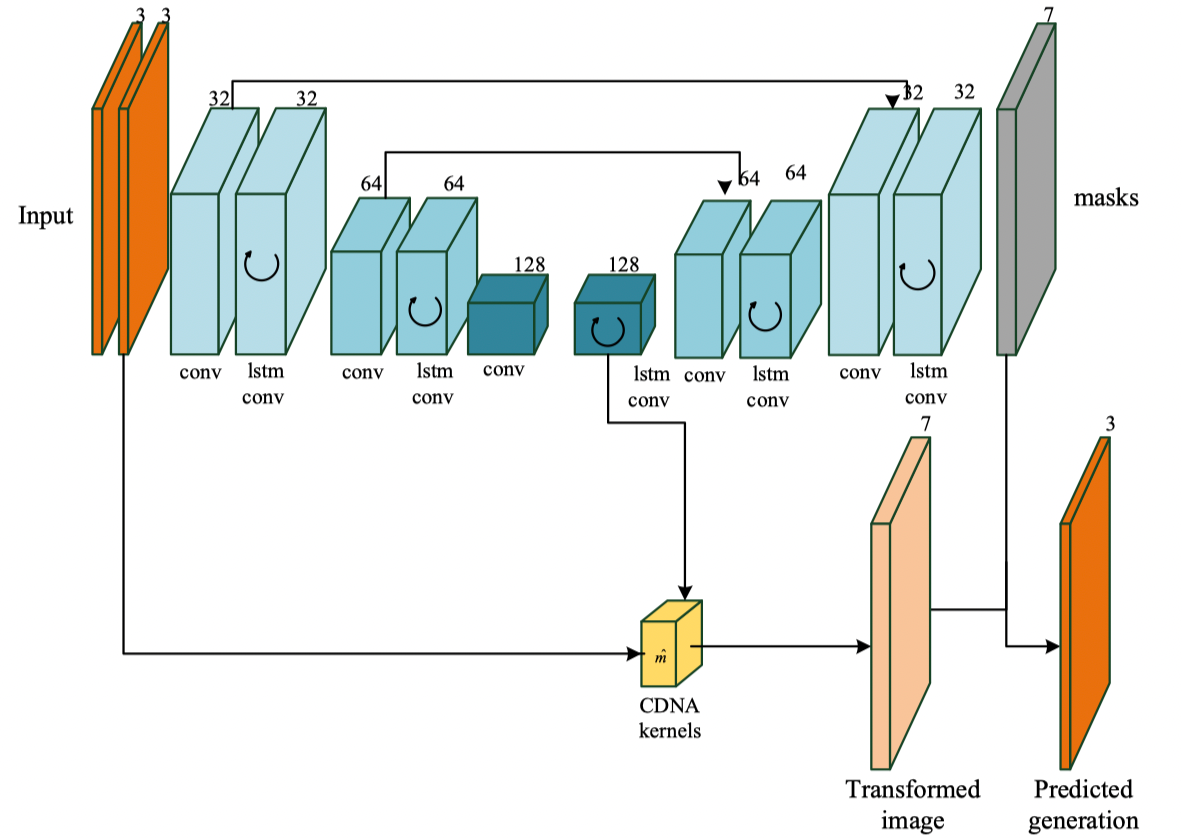 3 3
7
32
32
32
32
64
64
64
64
128
128
Input
masks
conv
lstm
conv
conv
lstm
conv
conv
lstm
conv
conv
lstm
conv
conv
lstm
conv
7
3
m̂
CDNA
kernels
Transformed
image
Predicted
generation